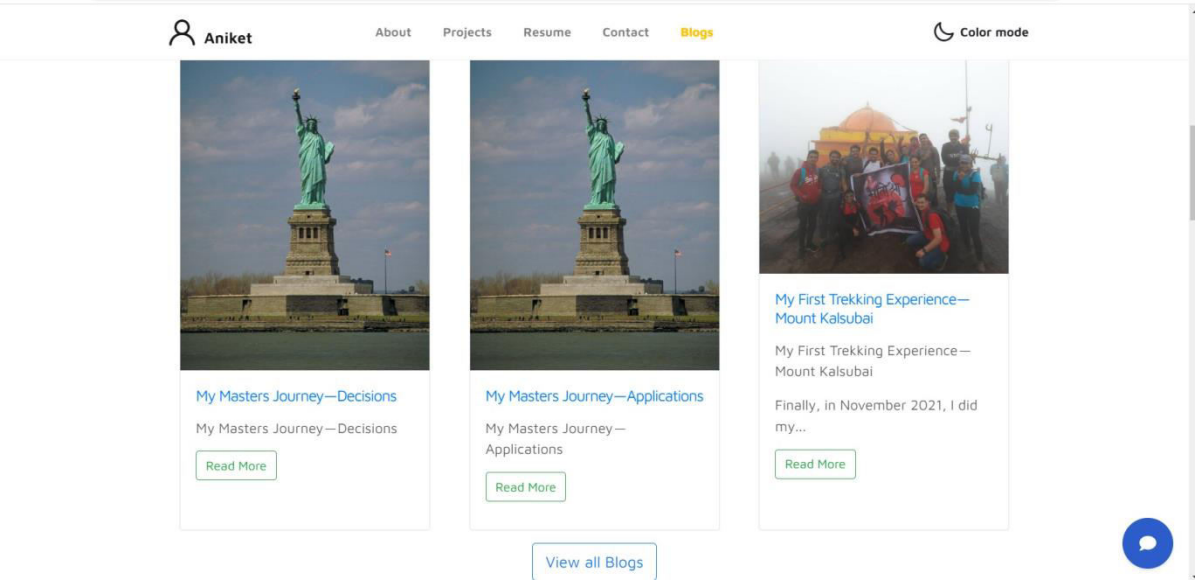 Aniket
About
Projects
Resume
Contact
Blogs
Color mode
My Masters Journey—Decisions
My Masters Journey—Decisions
Read More
My Masters Journey—Applications
My Masters Journey—
Applications
Read More
My First Trekking Experience—
Mount Kalsubai
My First Trekking Experience—
Mount Kalsubai
Finally, in November 2021, I did
my...
Read More
View all Blogs